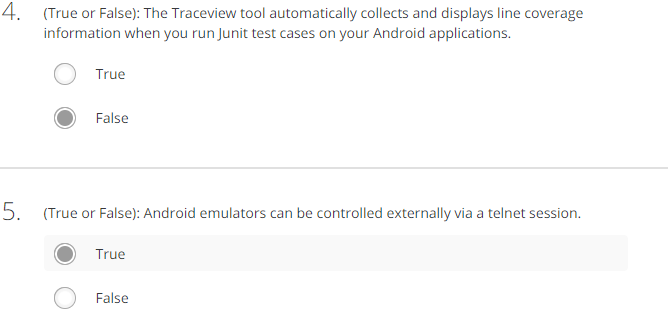 4. (True or False): The Traceview tool automatically collects and displays line coverage
information when you run Junit test cases on your Android applications.
True
False
5. (True or False): Android emulators can be controlled externally via a telnet session.
True
False